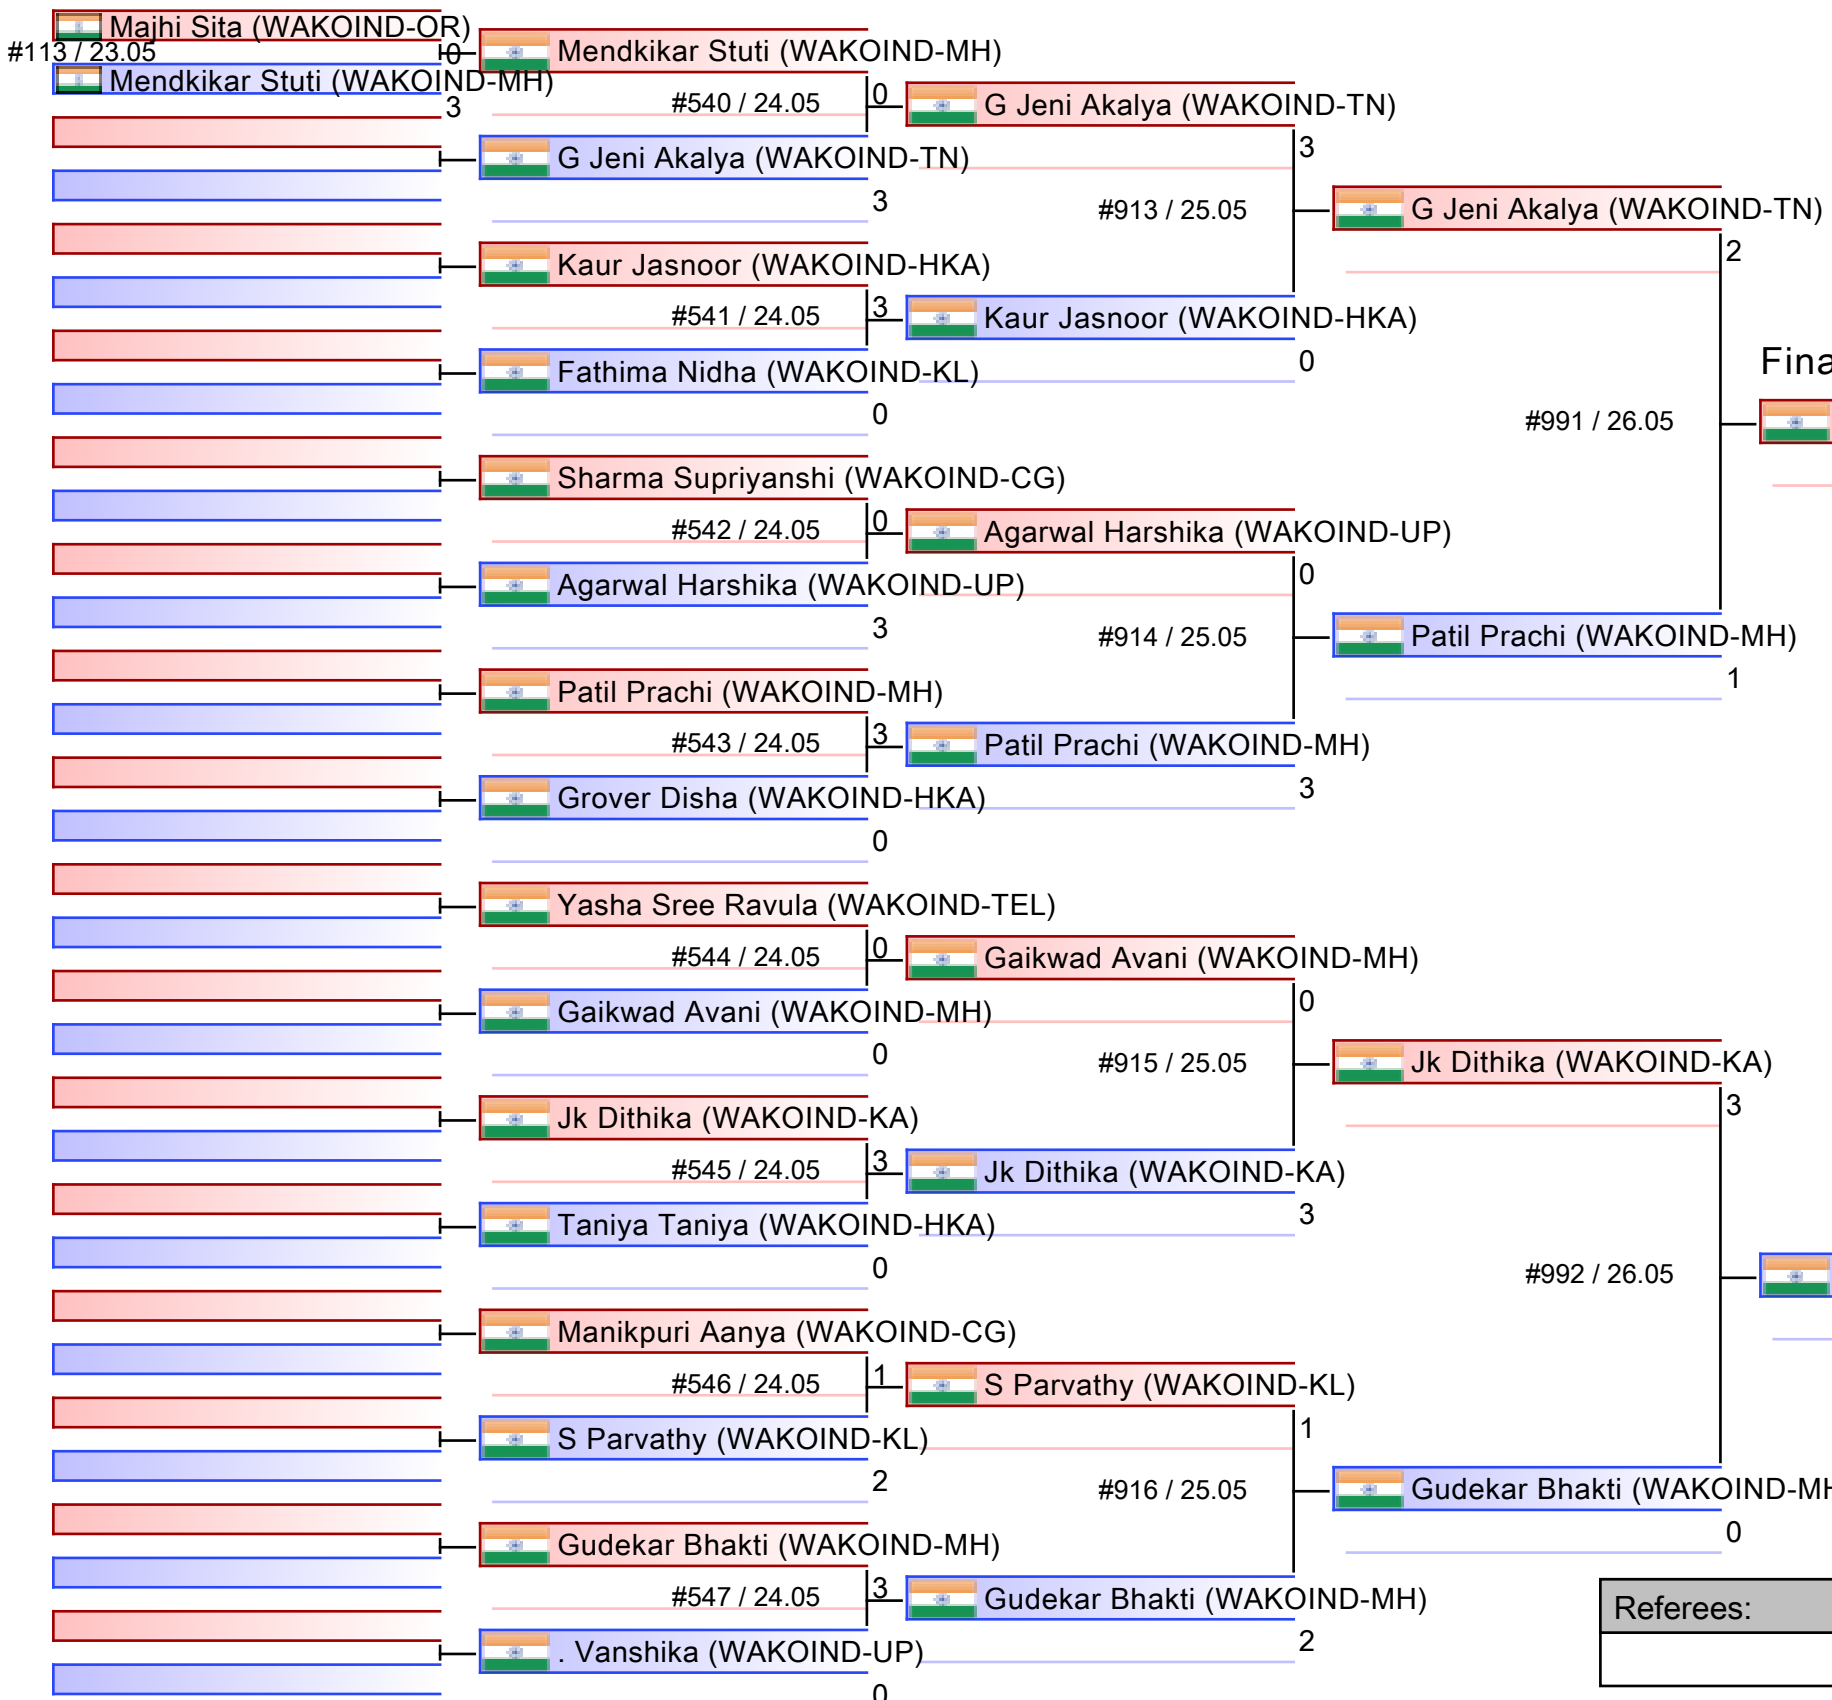 Majhi Sita (WAKOIND-OR)
#113 / 23.05
0
Mendkikar Stuti (WAKOIND-MH)
3
Mendkikar Stuti (WAKOIND-MH)
#540 / 24.05
0
G Jeni Akalya (WAKOIND-TN)
3
Kaur Jasnoor (WAKOIND-HKA)
#541 / 24.05
3
Fathima Nidha (WAKOIND-KL)
0
Sharma Supriyanshi (WAKOIND-CG)
#542 / 24.05
0
Agarwal Harshika (WAKOIND-UP)
3
Patil Prachi (WAKOIND-MH)
#543 / 24.05
3
Grover Disha (WAKOIND-HKA)
0
Yasha Sree Ravula (WAKOIND-TEL)
#544 / 24.05
0
Gaikwad Avani (WAKOIND-MH)
0
Jk Dithika (WAKOIND-KA)
#545 / 24.05
3
Taniya Taniya (WAKOIND-HKA)
0
Manikpuri Aanya (WAKOIND-CG)
#546 / 24.05
1
S Parvathy (WAKOIND-KL)
2
Gudekar Bhakti (WAKOIND-MH)
#547 / 24.05
3
. Vanshika (WAKOIND-UP)
0
G Jeni Akalya (WAKOIND-TN)
3
#913 / 25.05
Kaur Jasnoor (WAKOIND-HKA)
0
Agarwal Harshika (WAKOIND-UP)
0
#914 / 25.05
Patil Prachi (WAKOIND-MH)
3
Gaikwad Avani (WAKOIND-MH)
0
#915 / 25.05
Jk Dithika (WAKOIND-KA)
3
S Parvathy (WAKOIND-KL)
1
#916 / 25.05
Gudekar Bhakti (WAKOIND-MH)
2
G Jeni Akalya (WAKOIND-TN)
2
#991 / 26.05
Patil Prachi (WAKOIND-MH)
1
Jk Dithika (WAKOIND-KA)
3
#992 / 26.05
Gudekar Bhakti (WAKOIND-MH
0
Fina
Referees: